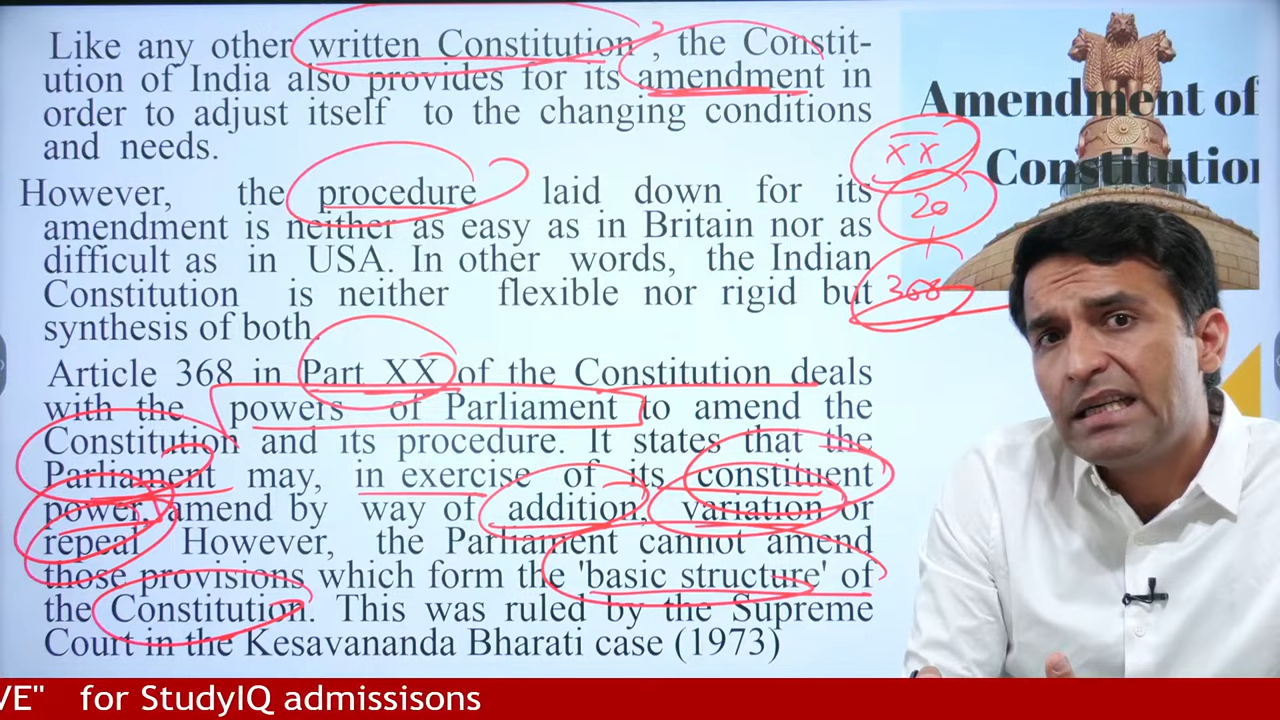 Like any other written Constitution , the Constit-
ution of India also provides for its amendment in
order to adjust itself to the changing conditions
and needs.
However, the procedure laid down for its
amendment is neither as easy as in Britain nor as
difficult as in USA. In other words, the Indian
Constitution is neither flexible nor rigid but
synthesis of both.
Article 368 in Part XX of the Constitution deals
with the powers of Parliament to amend the
Constitution and its procedure. It states that the
Parliament may, in exercise of its constituent
power, amend by way of addition, variation or
repeal However, the Parliament cannot amend
those provisions which form the 'basic structure' of
the Constitution. This was ruled by the Supreme
Court in the Kesavananda Bharati case (1973)
Amendment of
Constitution
XX
20
368
VE" for StudyIQ admissisons